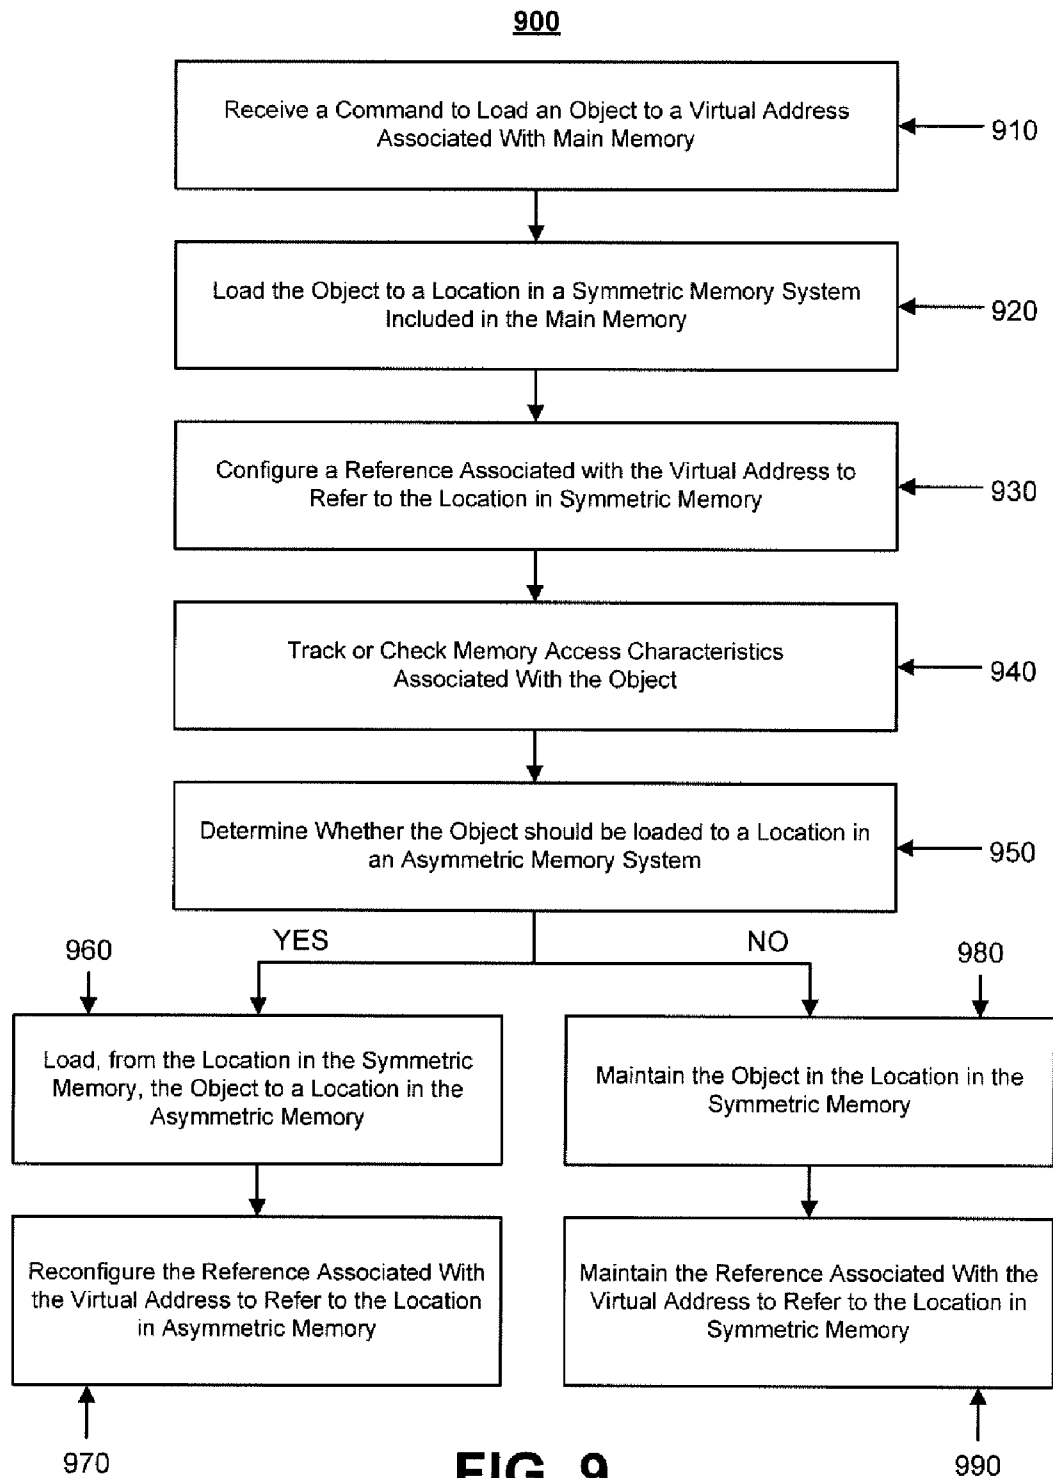 900
Receive a Command to Load an Object to a Virtual Address
Associated With Main Memory
910
Load the Object to a Location in a Symmetric Memory System
Included in the Main Memory
920
Configure a Reference Associated with the Virtual Address to
Refer to the Location in Symmetric Memory
930
Track or Check Memory Access Characteristics
Associated With the Object
940
Determine Whether the Object should be loaded to a Location in
an Asymmetric Memory System
950
YES
NO
960
980
Load, from the Location in the Symmetric
Memory, the Object to a Location in the
Asymmetric Memory
Maintain the Object in the Location in the
Symmetric Memory
Reconfigure the Reference Associated With
the Virtual Address to Refer to the Location
in Asymmetric Memory
Maintain the Reference Associated With the
Virtual Address to Refer to the Location in
Symmetric Memory
970
990
FIG. 9